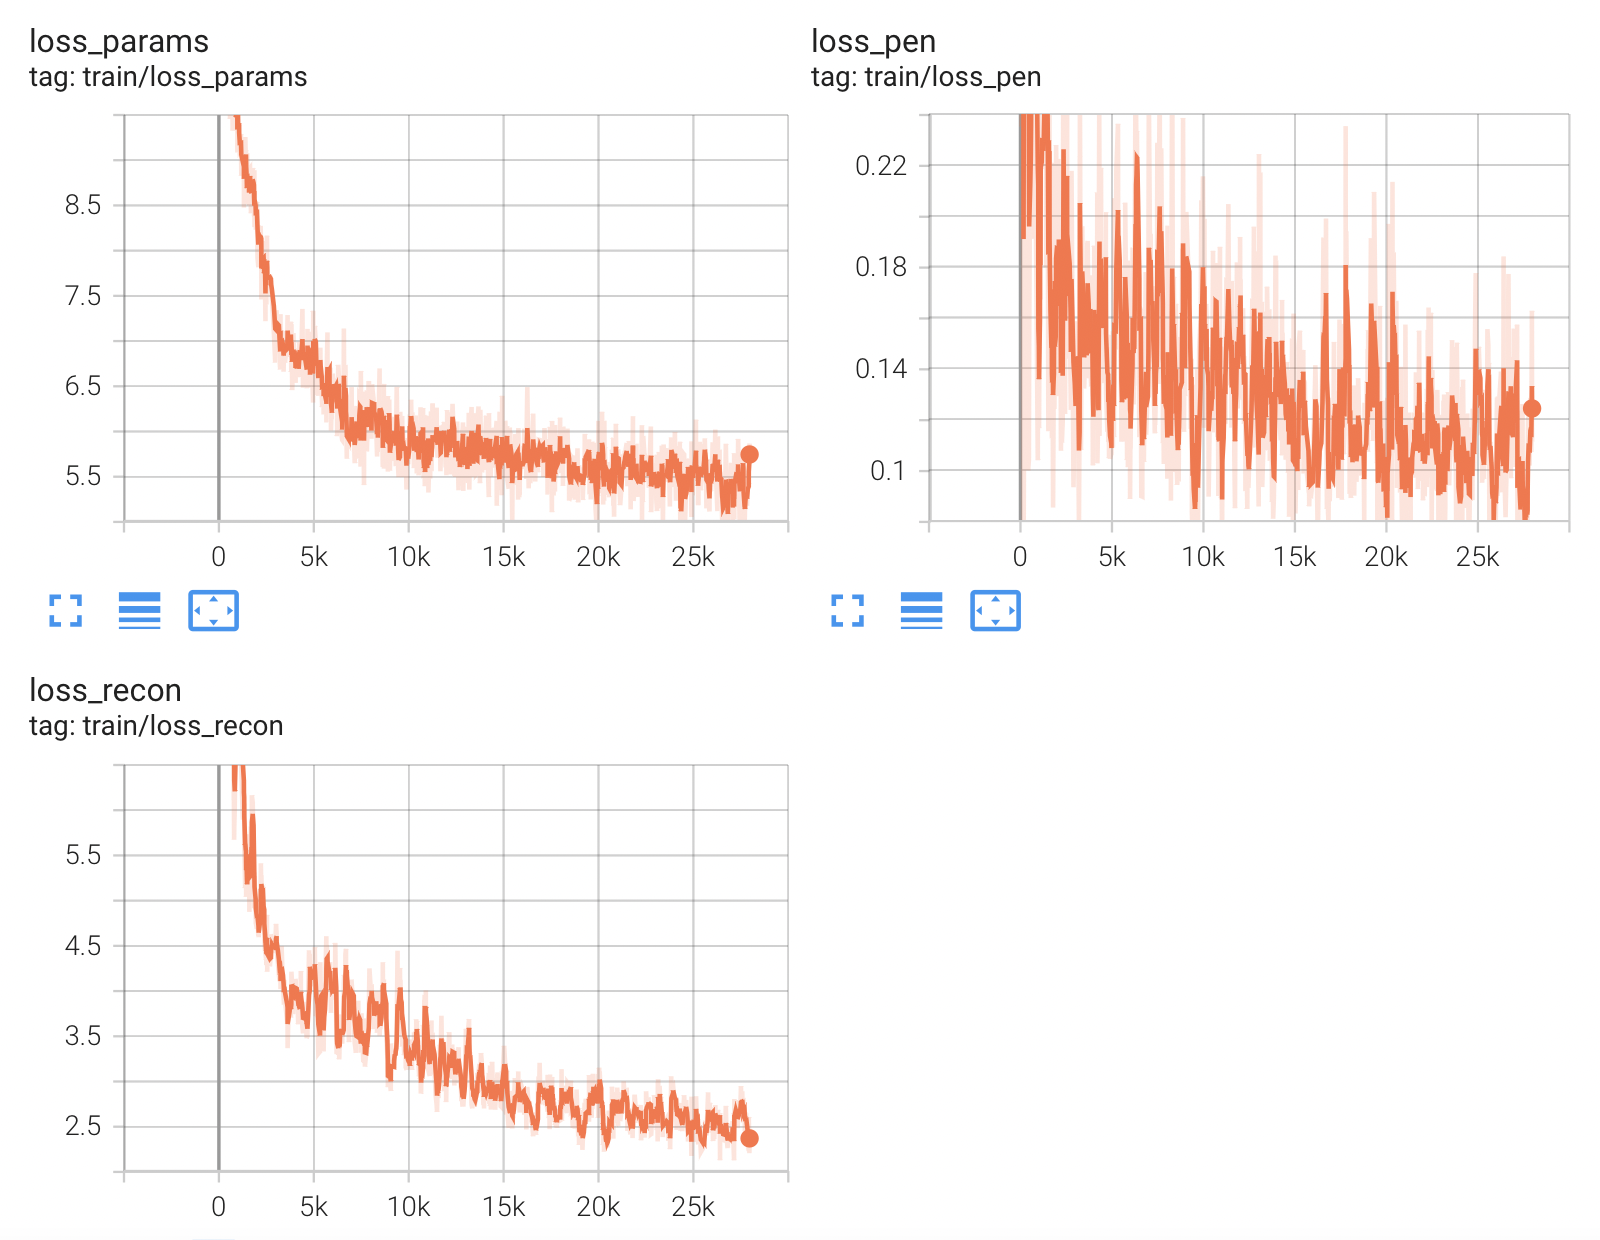 loss_params
tag: train/loss_params
8.5
7.5
6.5
5.5
0 5k 10k 15k 20k 25k
loss_pen
tag: train/loss_pen
0.22
0.18
0.14
0.1
0 5k 10k 15k 20k 25k
loss_recon
tag: train/loss_recon
5.5
4.5
3.5
2.5
0 5k 10k 15k 20k 25k